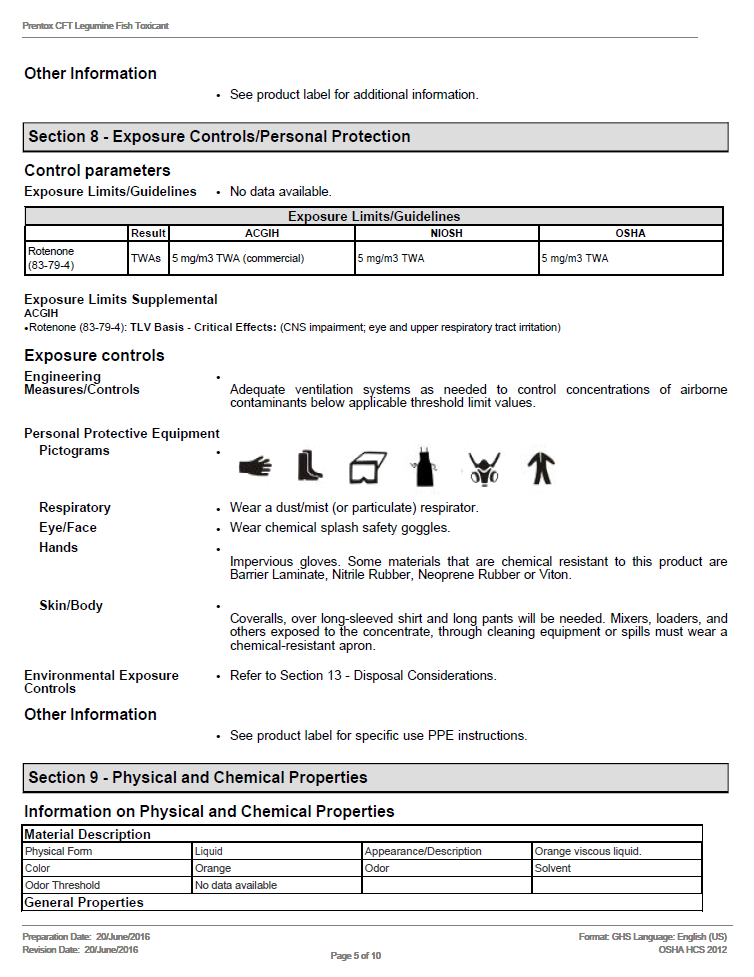 Prentox CFT Legumine Fish Toxicant
Other Information
• See product label for additional information.
Section 8 - Exposure Controls/Personal Protection
Control parameters
Exposure Limits/Guidelines • No data available.
Exposure Limits/Guidelines
Result ACGIH NIOSH OSHA
Rotenone
(83-79-4) TWAs 5 mg/m3 TWA (commercial) 5 mg/m3 TWA 5 mg/m3 TWA
Exposure Limits Supplemental
ACGIH
•Rotenone (83-79-4): TLV Basis - Critical Effects: (CNS impairment; eye and upper respiratory tract irritation)
Exposure controls
Engineering •
Measures/Controls Adequate ventilation systems as needed to control concentrations of airborne
contaminants below applicable threshold limit values.
Personal Protective Equipment
Pictograms •
Respiratory • Wear a dust/mist (or particulate) respirator.
Eye/Face • Wear chemical splash safety goggles.
Hands •
Impervious gloves. Some materials that are chemical resistant to this product are
Barrier Laminate, Nitrile Rubber, Neoprene Rubber or Viton.
Skin/Body •
Coveralls, over long-sleeved shirt and long pants will be needed. Mixers, loaders, and
others exposed to the concentrate, through cleaning equipment or spills must wear a
chemical-resistant apron.
Environmental Exposure • Refer to Section 13 - Disposal Considerations.
Controls
Other Information
• See product label for specific use PPE instructions.
Section 9 - Physical and Chemical Properties
Information on Physical and Chemical Properties
Material Description
Physical Form Liquid Appearance/Description Orange viscous liquid.
Color Orange Odor Solvent
Odor Threshold No data available
General Properties
Preparation Date: 20/June/2016 Format: GHS Language: English (US)
Revision Date: 20/June/2016 OSHA HCS 2012
Page 5 of 10